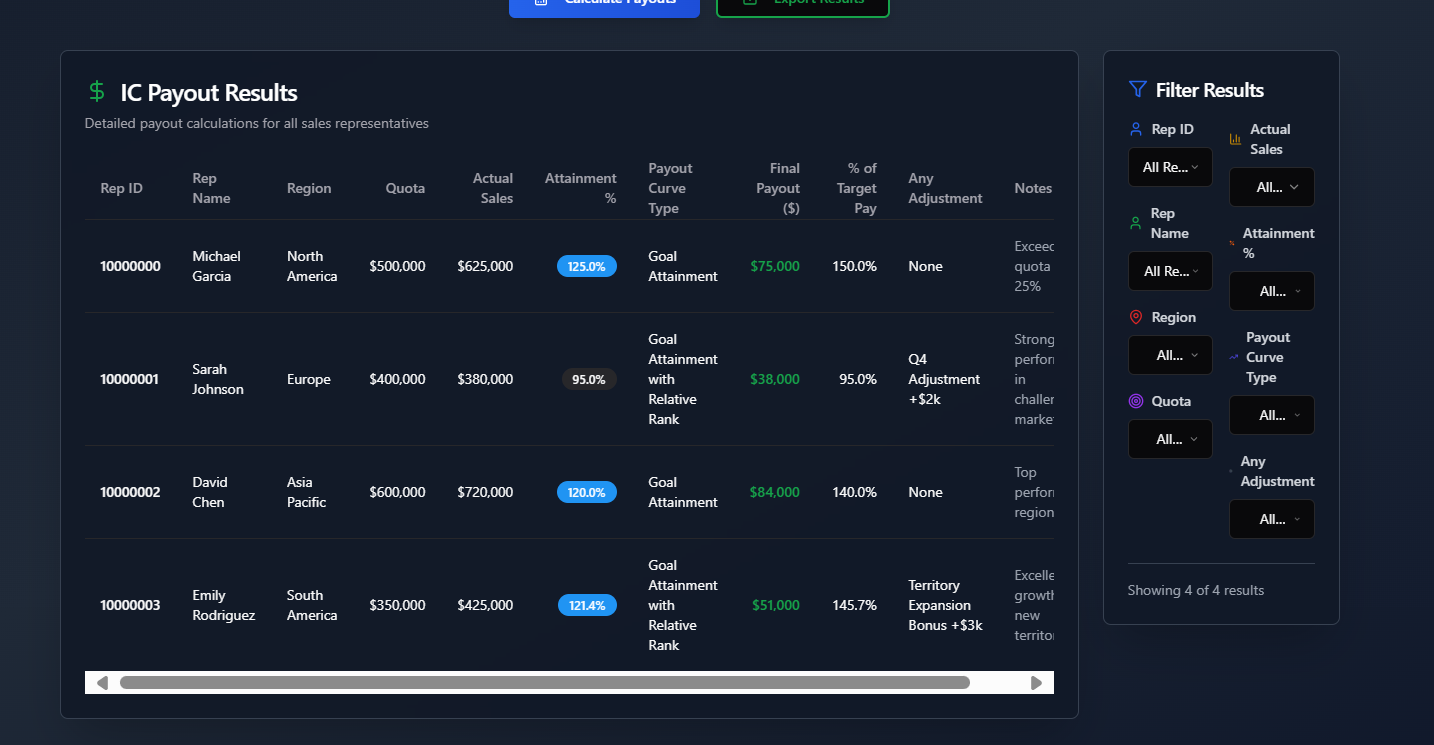 Calculate Payouts Export Results
IC Payout Results
Detailed payout calculations for all sales representatives
Rep ID
Rep
Name
Region
Quota
Actual
Sales
Attainment
%
Payout
Curve
Type
Final
Payout
($)
% of
Target
Pay
Any
Adjustment
Notes
10000000
Michael
Garcia
North
America
$500,000
$625,000
125.0%
Goal
Attainment
$75,000
150.0%
None
Exceec
quota
25%
10000001
Sarah
Johnson
Europe
$400,000
$380,000
95.0%
Goal
Attainment
with
Relative
Rank
$38,000
95.0%
Q4
Adjustment
+$2k
Strong
perforn
in
challer
marke
10000002
David
Chen
Asia
Pacific
$600,000
$720,000
120.0%
Goal
Attainment
$84,000
140.0%
None
Top
perforn
region
10000003
Emily
Rodriguez
South
America
$350,000
$425,000
121.4%
Goal
Attainment
with
Relative
Rank
$51,000
145.7%
Territory
Expansion
Bonus +$3k
Excelle
growth
new
territo
Filter Results
Rep ID
All Re...
Rep
Name
All Re...
Region
All...
Quota
All...
Actual
Sales
All...
Attainment
%
All...
Payout
Curve
Type
All...
Any
Adjustment
All...
Showing 4 of 4 results